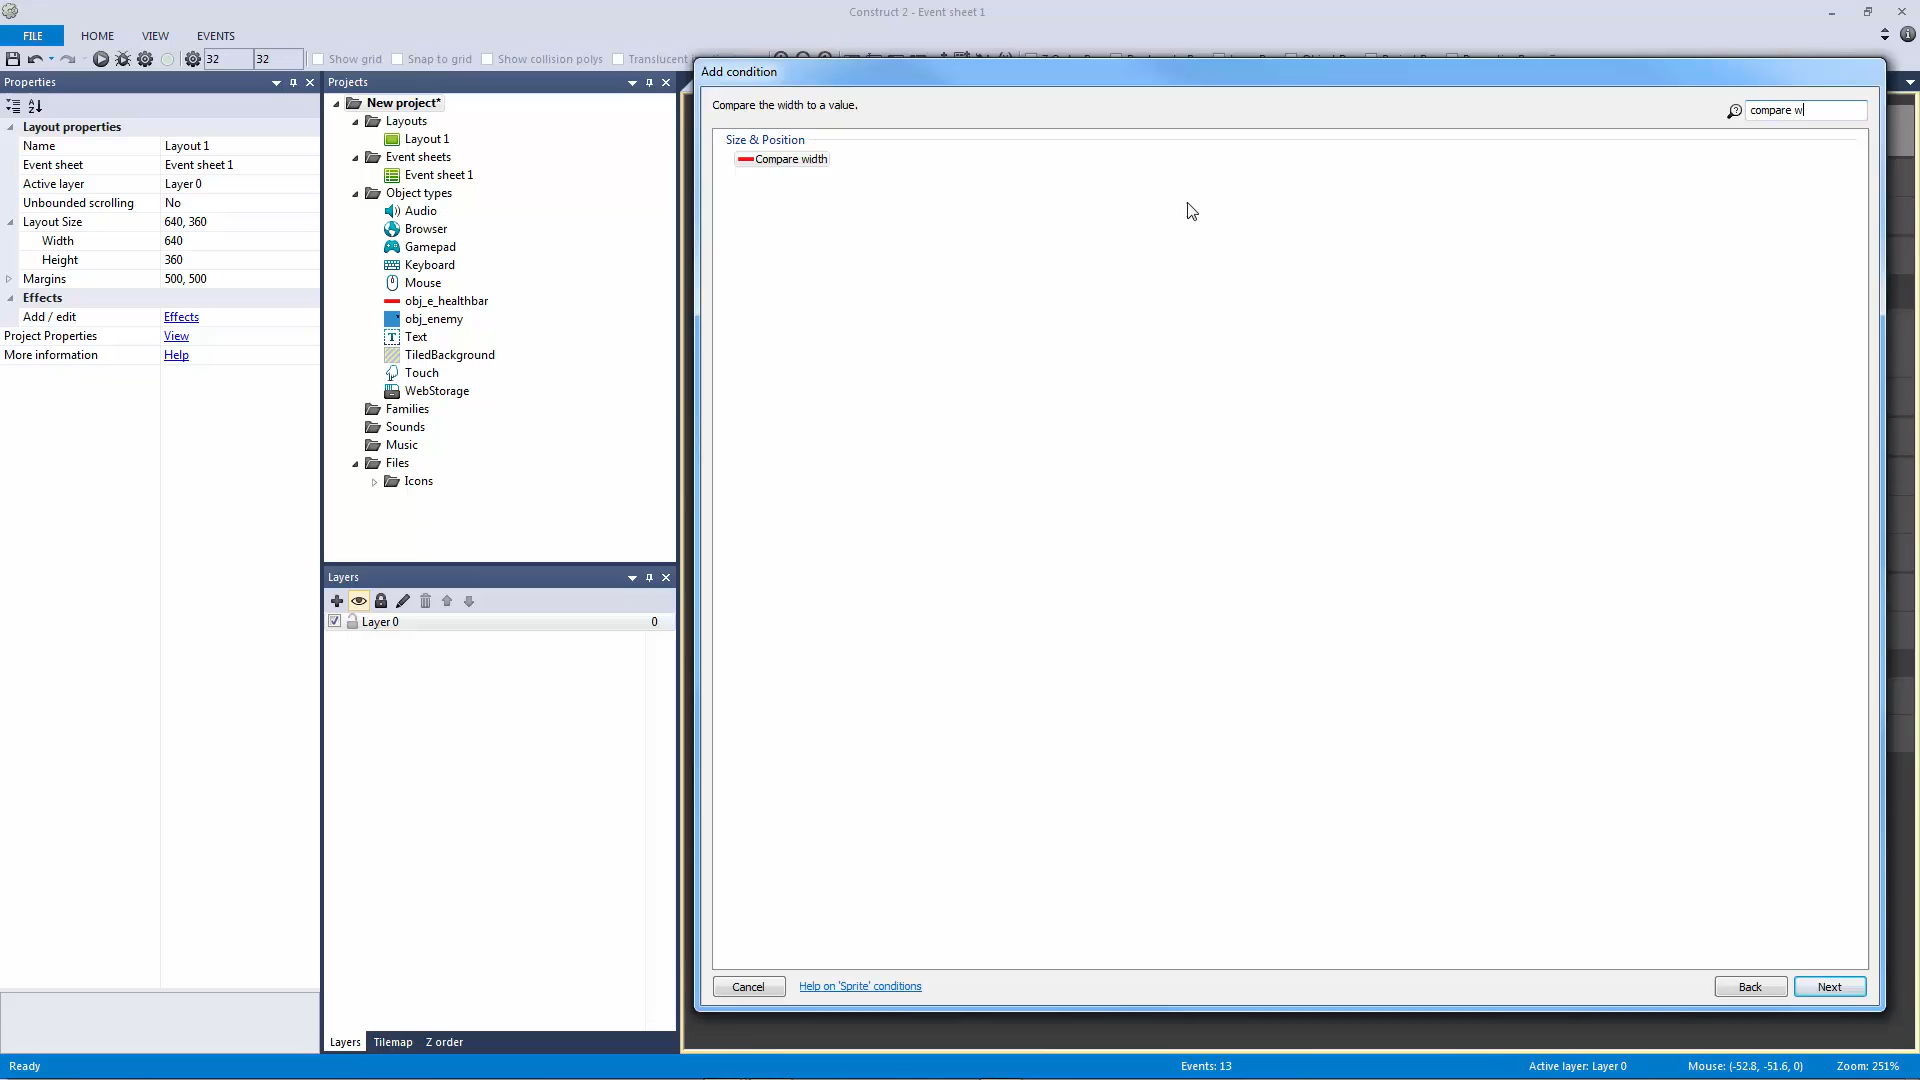 Construct 2 - Event sheet 1
FILE HOME VIEW EVENTS
32 32 Show grid Snap to grid Show collision polys Translucent
Properties
Layout properties
Name Layout 1
Event sheet Event sheet 1
Active layer Layer 0
Unbounded scrolling No
Layout Size 640, 360
Width 640
Height 360
Margins 500, 500
Effects
Add / edit Effects
Project Properties View
More information Help
Projects
New project*
Layouts
Layout 1
Event sheets
Event sheet 1
Object types
Audio
Browser
Gamepad
Keyboard
Mouse
obj_e_healthbar
obj_enemy
Text
TiledBackground
Touch
WebStorage
Families
Sounds
Music
Files
Icons
Layers
Layer 0 0
Layers Tilemap Z order
Add condition
Compare the width to a value.
compare w
Size & Position
Compare width
Cancel Help on 'Sprite' conditions Back Next
Ready Events: 13 Active layer: Layer 0 Mouse: (-52.8, -51.6, 0) Zoom: 251%